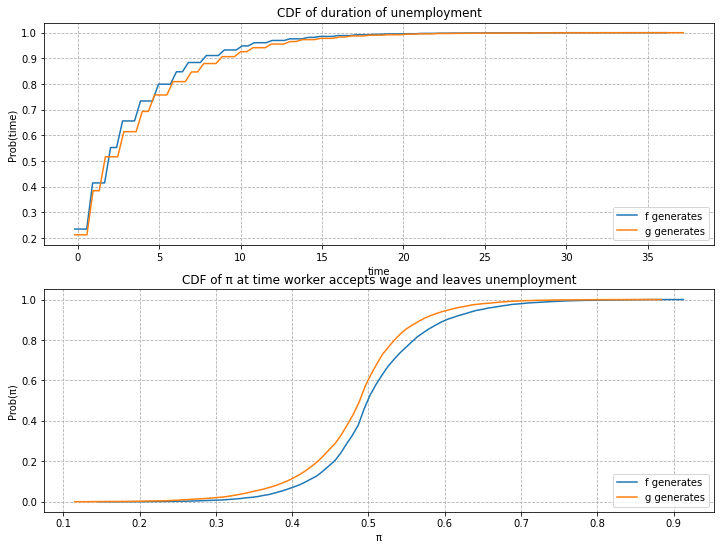 CDF of duration of unemployment
1.0
0.9
0.8
0.7
0.6
0.5
0.4
0.3
0.2
Prob(time)
f generates
g generates
0 5 10 15 20 25 30 35
time
CDF of π at time worker accepts wage and leaves unemployment
1.0
0.8
0.6
0.4
0.2
0.0
Prob(π)
f generates
g generates
0.1 0.2 0.3 0.4 0.5 0.6 0.7 0.8 0.9
π